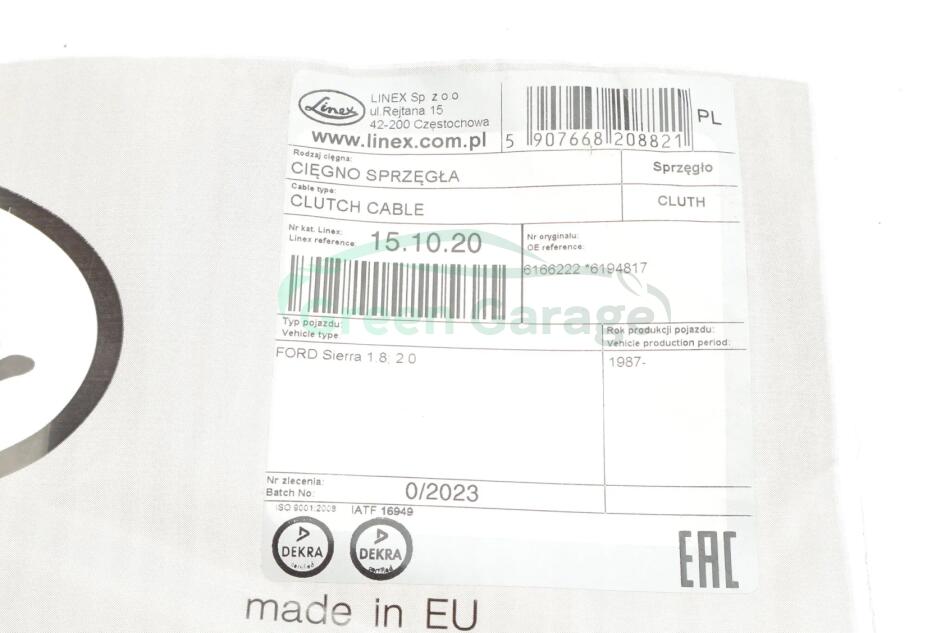 Linex
LINEX Sp z o.o
ul.Rejtana 15
42-200 Częstochowa
www.linex.com.pl
5 907668 208821
PL
Rodzaj cięgna:
CIĘGNO SPRZĘGŁA
Sprzęgło
Cable type:
CLUTCH CABLE
CLUTH
Nr kat. Linex:
Linex reference:
15.10.20
Nr oryginału:
OE reference:
6166222 *6194817
Green Garage
Typ pojazdu:
Vehicle type:
Rok produkcji pojazdu:
Vehicle production period:
FORD Sierra 1.8, 2.0
1987-
Nr zlecenia:
Batch No:
0/2023
ISO 9001:2008
IATF 16949
DEKRA
certified
DEKRA
certified
EAC
made in EU